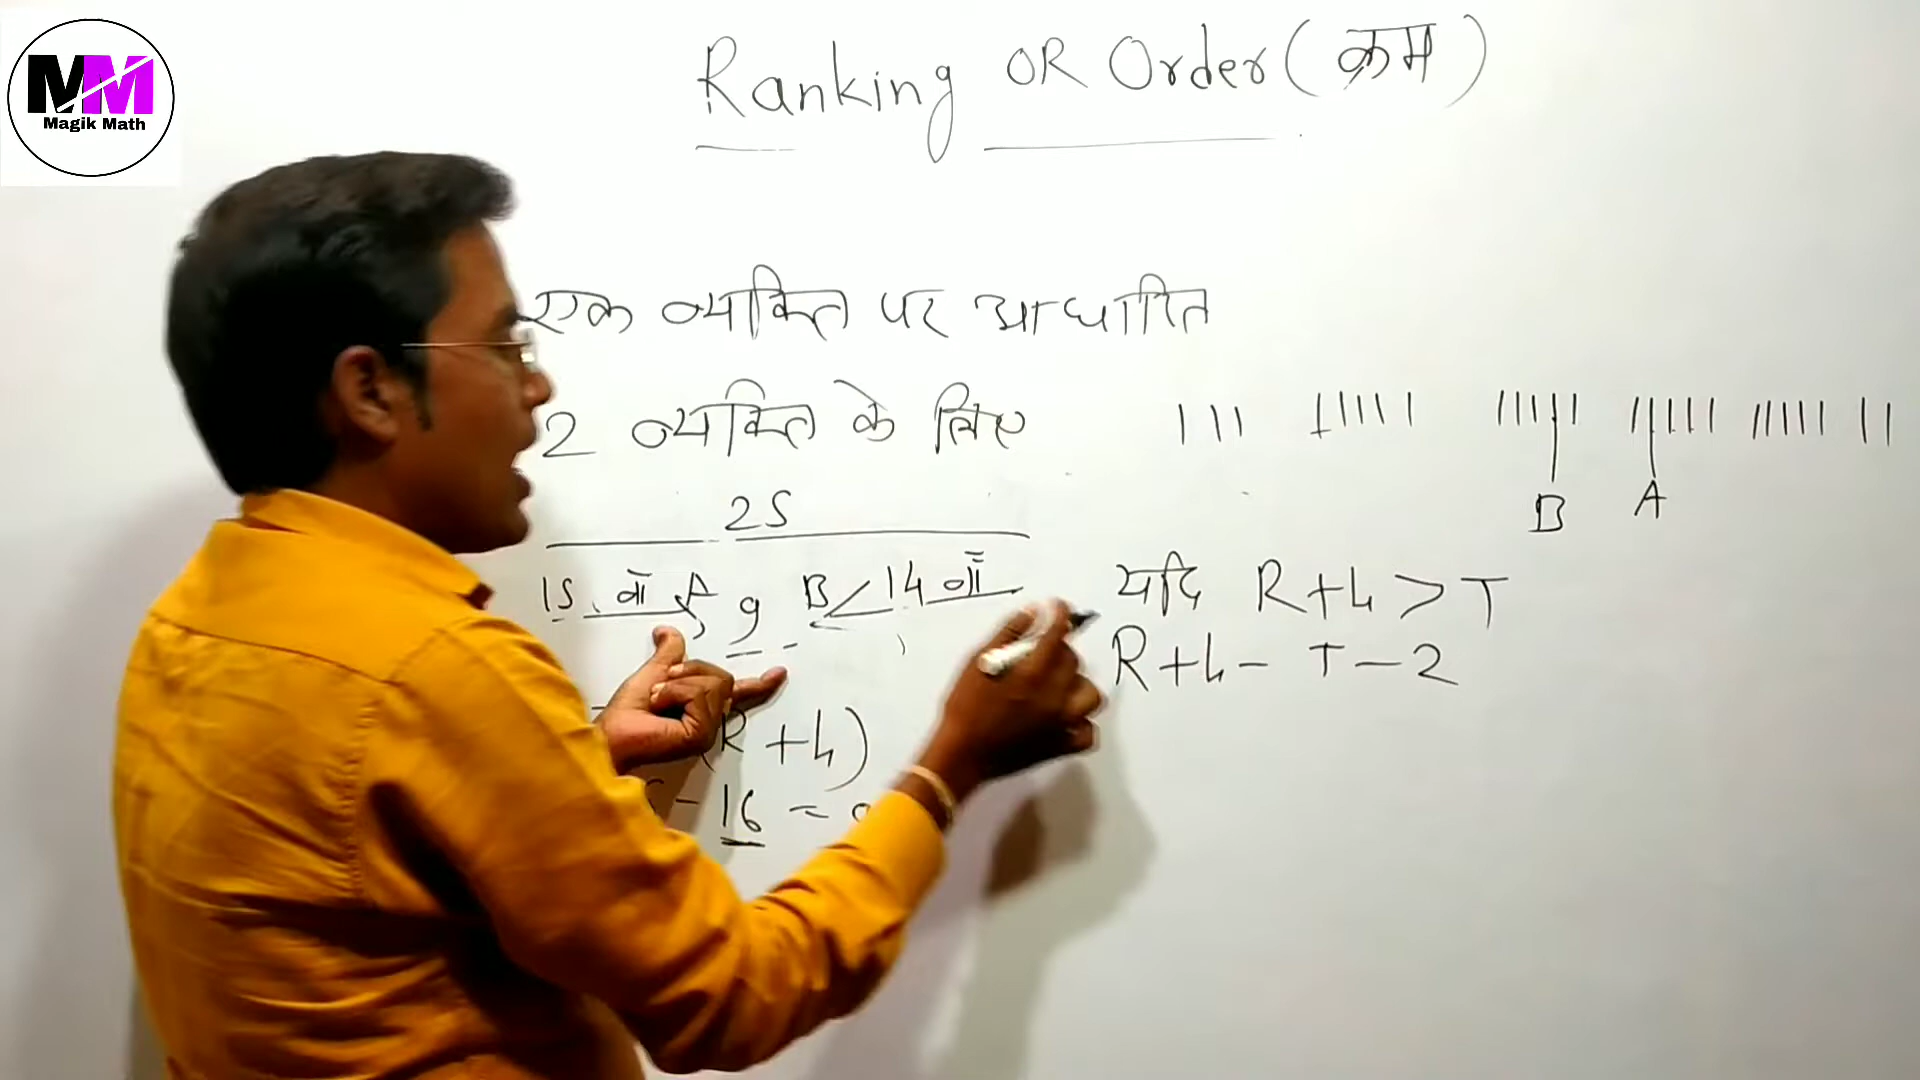 MM
Magik Math
Ranking OR Order (क्रम)
एक व्यक्ति पर आधारित
2 व्यक्ति के लिए
25
15 वाँ A 9 B 14 वाँ
B A
यदि R+L > T
R+L - T - 2
(R + L)
- 16 =